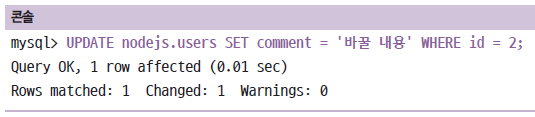 콘솔
mysql> UPDATE nodejs.users SET comment = '바꿀 내용' WHERE id = 2;
Query OK, 1 row affected (0.01 sec)
Rows matched: 1  Changed: 1  Warnings: 0